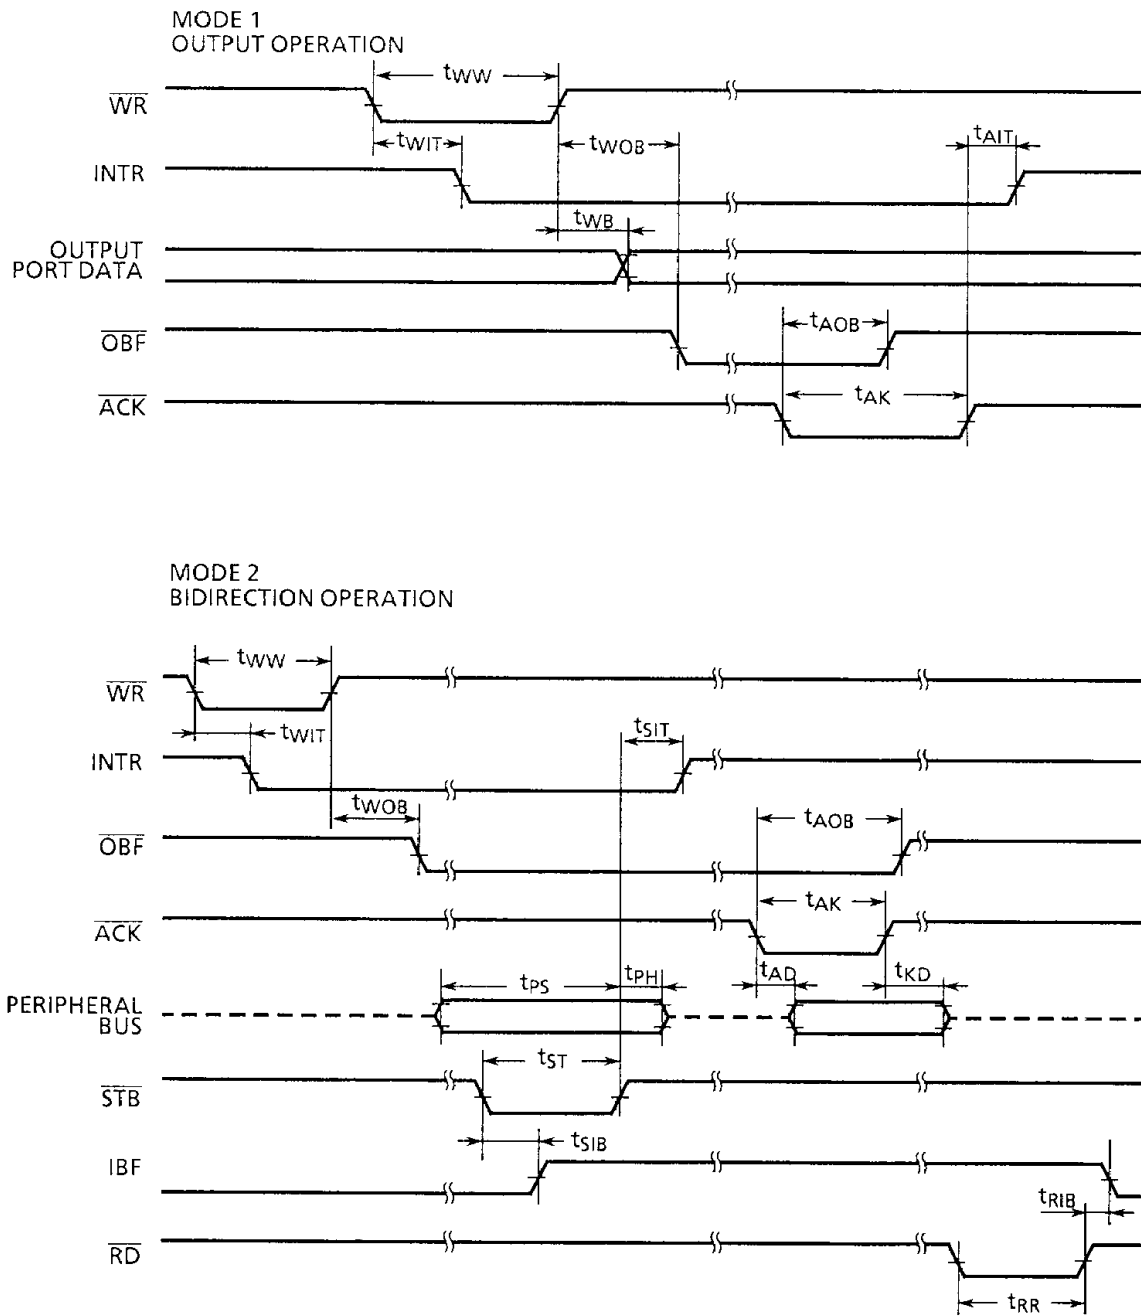 MODE 1
OUTPUT OPERATION
tWW
WR
tWIT
tWOB
tAIT
INTR
tWB
OUTPUT
PORT DATA
tAOB
OBF
tAK
ACK
MODE 2
BIDIRECTION OPERATION
tWW
WR
tWIT
tSIT
INTR
tWOB
tAOB
OBF
tAK
ACK
tPS
tPH
tAD
tKD
PERIPHERAL
BUS
tST
STB
tSIB
IBF
tRIB
RD
tRR